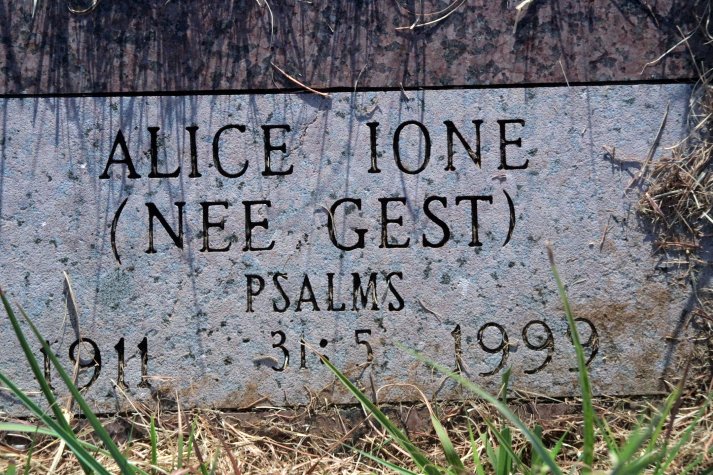 ALICE IONE
(NEE GEST)
PSALMS
1911 31:5 1999